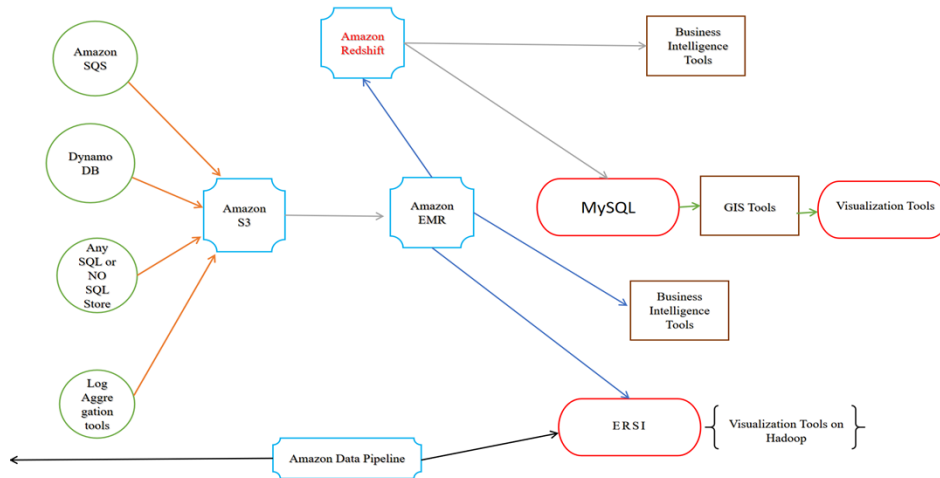 Amazon
SQS
Dynamo
DB
Any
SQL or
NO
SQL
Store
Log
Aggre
gation
tools
Amazon
S3
Amazon
Redshift
Amazon
EMR
Business
Intelligence
Tools
MySQL
GIS Tools
Visualization Tools
Business
Intelligence
Tools
ERSI
Visualization Tools on
Hadoop
Amazon Data Pipeline